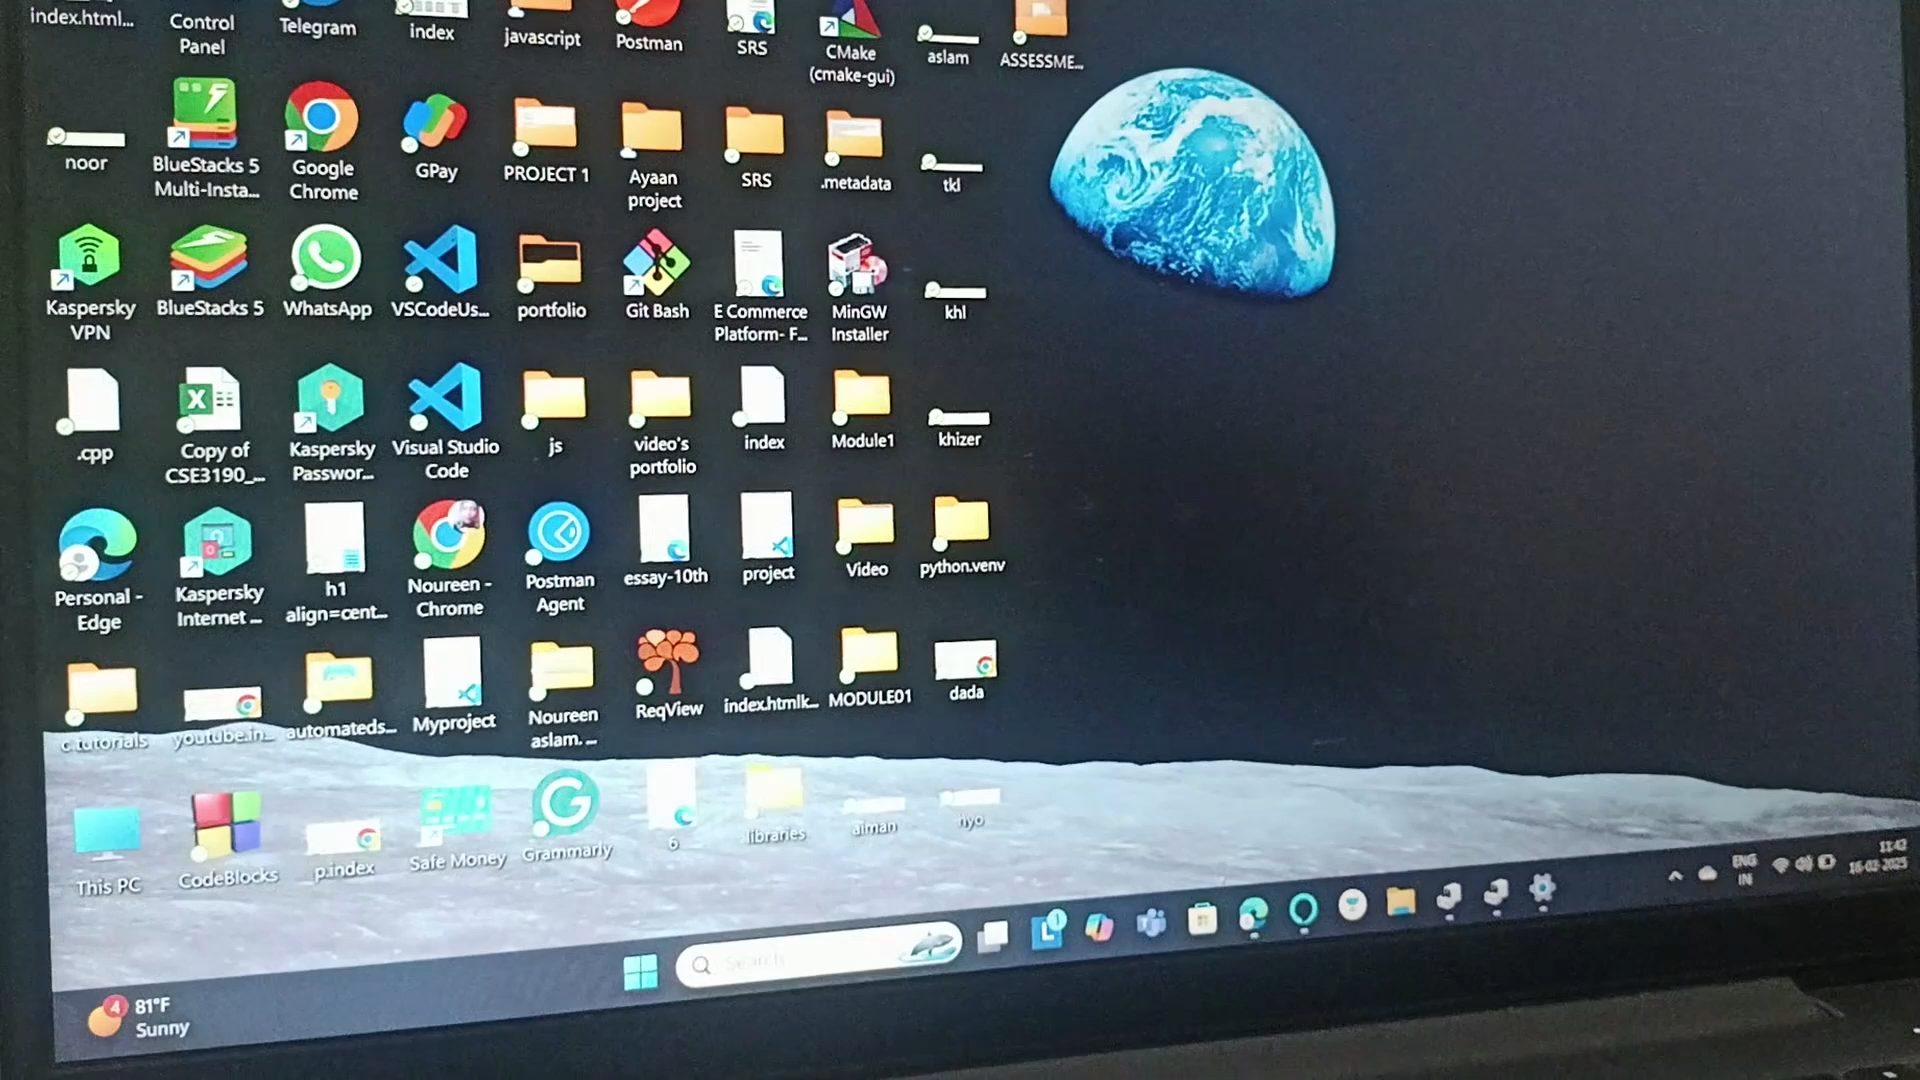 index.html...
Control
Panel
Telegram
index
javascript
Postman
SRS
CMake
(cmake-gui)
aslam
ASSESSME...
noor
BlueStacks 5
Multi-Insta...
Google
Chrome
GPay
PROJECT 1
Ayaan
project
SRS
.metadata
tkl
Kaspersky
VPN
BlueStacks 5
WhatsApp
VSCodeUs...
portfolio
Git Bash
E Commerce
Platform- F...
MinGW
Installer
khl
.cpp
Copy of
CSE3190_...
Kaspersky
Passwor...
Visual Studio
Code
js
video's
portfolio
index
Module1
khizer
Personal -
Edge
Kaspersky
Internet ...
h1
align=cent...
Noureen -
Chrome
Postman
Agent
essay-10th
project
Video
python.venv
c tutorials
youtube.in...
automateds...
Myproject
Noureen
aslam. ...
ReqView
index.htmlk...
MODULE01
dada
This PC
CodeBlocks
p.index
Safe Money
Grammarly
6
.libraries
aiman
Search
1
ENG
IN
11:42
16-02-2025
4
81°F
Sunny